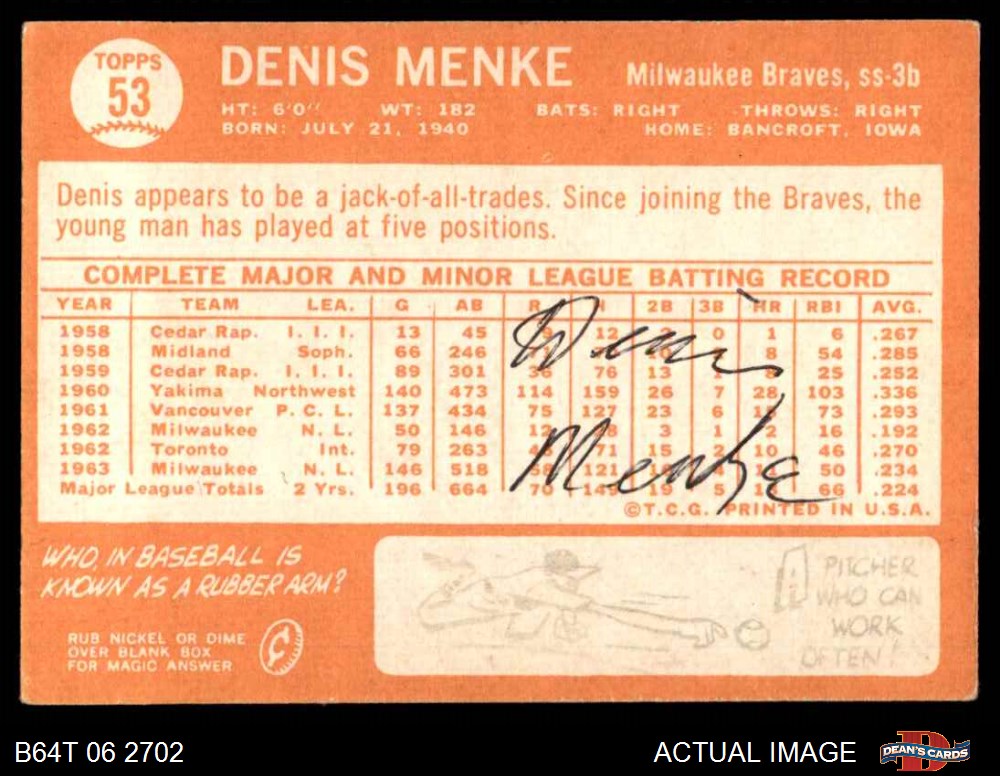 TOPPS
53
DENIS MENKE Milwaukee Braves, ss-3b
HT: 6'0" WT: 182 BATS: RIGHT THROWS: RIGHT
BORN: JULY 21, 1940 HOME: BANCROFT, IOWA
Denis appears to be a jack-of-all-trades. Since joining the Braves, the
young man has played at five positions.
COMPLETE MAJOR AND MINOR LEAGUE BATTING RECORD
YEAR TEAM LEA. G AB R 2B 3B HR RBI AVG.
1958 Cedar Rap. I. I. I. 13 45 12 0 1 6 .267
1958 Midland Soph. 66 246 8 54 .285
1959 Cedar Rap. I. I. I. 89 301 36 76 13 1 8 25 .252
1960 Yakima Northwest 140 473 114 159 26 7 28 103 .336
1961 Vancouver P. C. L. 137 434 75 127 23 6 73 .293
1962 Milwaukee N. L. 50 146 3 1 2 16 .192
1962 Toronto Int. 79 263 71 15 2 10 46 .270
1963 Milwaukee N. L. 146 518 121 50 .234
Major League Totals 2 Yrs. 196 664 70 149 19 5 66 .224
Denis
Menke
©T.C.G. PRINTED IN U.S.A.
WHO, IN BASEBALL IS
KNOWN AS A RUBBER ARM?
RUB NICKEL OR DIME
OVER BLANK BOX
FOR MAGIC ANSWER
A PITCHER
WHO CAN
WORK
OFTEN!
B64T 06 2702 ACTUAL IMAGE DEAN'S CARDS